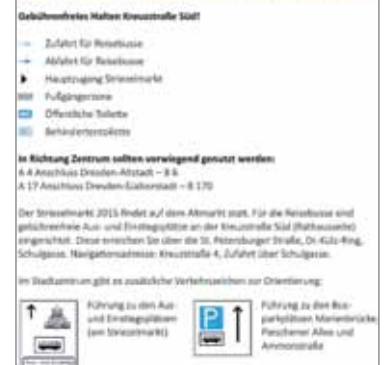 Gebührenfreies Halten Kreuzstraße Süd!
Zufahrt für Reisebusse
Abfahrt für Reisebusse
Hauptzugang Striezelmarkt
Fußgängerzone
Öffentliche Toilette
Behindertentoilette
In Richtung Zentrum sollten vorwiegend genutzt werden:
A 4 Anschluss Dresden-Altstadt – B 6
A 17 Anschluss Dresden-Südvorstadt – B 170
Der Striezelmarkt 2015 findet auf dem Altmarkt statt. Für die Reisebusse sind
gebührenfreie Aus- und Einstiegsplätze an der Kreuzstraße Süd (Rathausseite)
eingerichtet. Diese erreichen Sie über die St. Petersburger Straße, Dr.-Külz-Ring,
Schulgasse. Navigationsadresse: Kreuzstraße 4, Zufahrt über Schulgasse.
Im Stadtzentrum gibt es zusätzliche Verkehrszeichen zur Orientierung:
Führung zu den Aus-
und Einstiegsplätzen
(am Striezelmarkt)
P
Führung zu den Bus-
parkplätzen Marienbrücke,
Pieschener Allee und
Ammonstraße